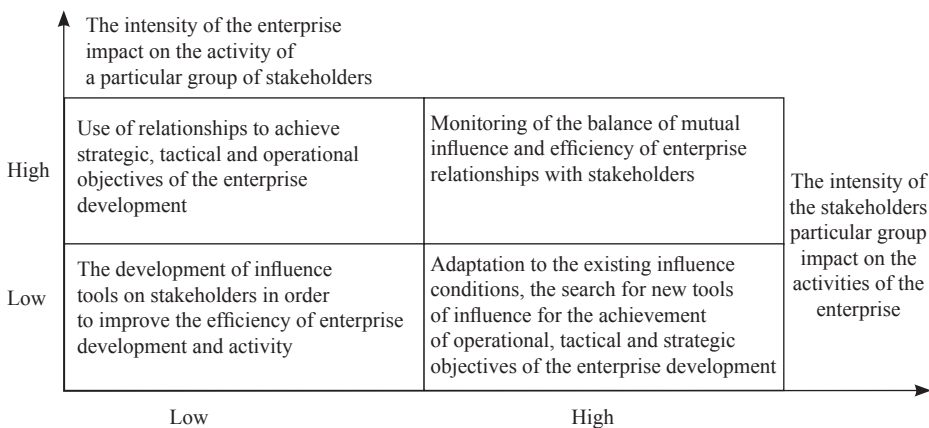 The intensity of the enterprise
impact on the activity of
a particular group of stakeholders
High
Use of relationships to achieve
strategic, tactical and operational
objectives of the enterprise
development
Monitoring of the balance of mutual
influence and efficiency of enterprise
relationships with stakeholders
The intensity of
the stakeholders
particular group
impact on the
activities of the
enterprise
Low
The development of influence
tools on stakeholders in order
to improve the efficiency of enterprise
development and activity
Adaptation to the existing influence
conditions, the search for new tools
of influence for the achievement
of operational, tactical and strategic
objectives of the enterprise development
Low
High